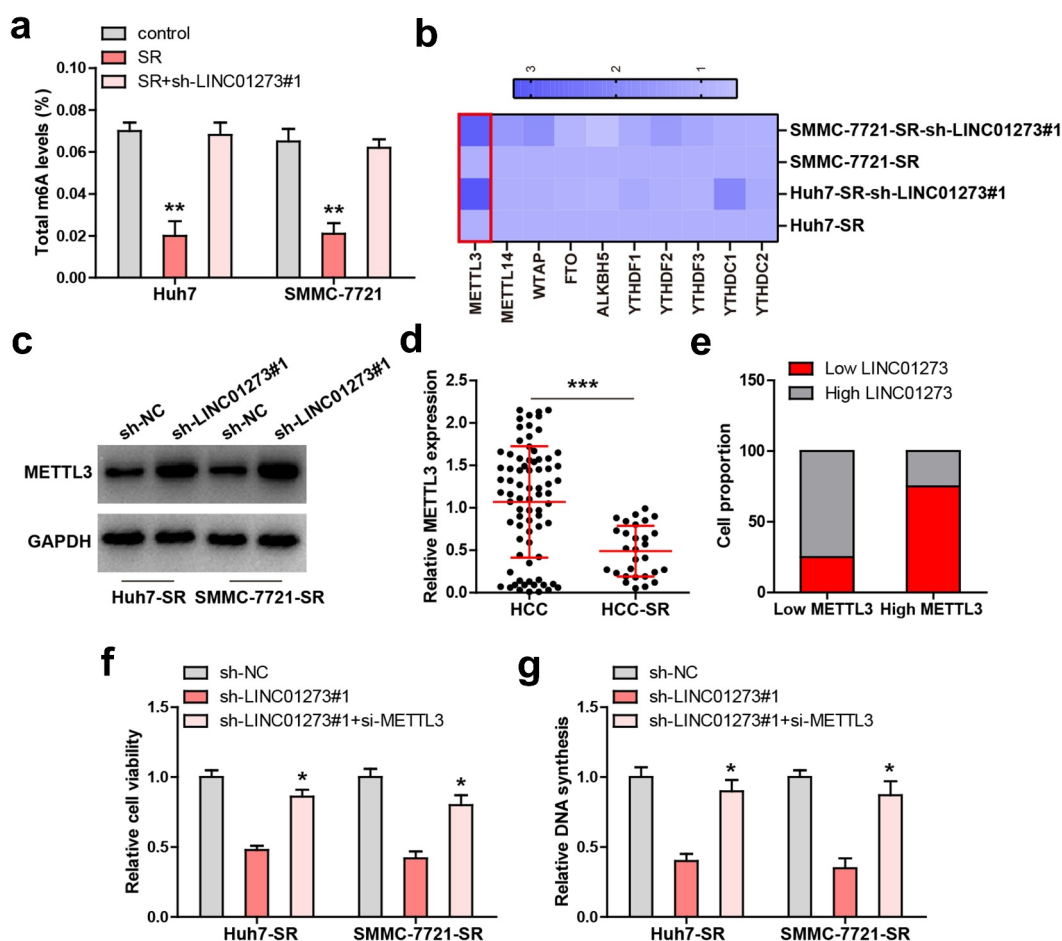 a
control
SR
SR+sh-LINC01273#1
Total m6A levels (%)
0.10
0.08
0.06
0.04
0.02
0.00
**
**
Huh7
SMMC-7721
b
3
2
1
SMMC-7721-SR-sh-LINC01273#1
SMMC-7721-SR
Huh7-SR-sh-LINC01273#1
Huh7-SR
METTL3
METTL14
WTAP
FTO
ALKBH5
YTHDF1
YTHDF2
YTHDF3
YTHDC1
YTHDC2
c
sh-NC
sh-LINC01273#1
sh-NC
sh-LINC01273#1
METTL3
GAPDH
Huh7-SR
SMMC-7721-SR
d
Relative METTL3 expression
2.5
2.0
1.5
1.0
0.5
0.0
***
HCC
HCC-SR
e
Low LINC01273
High LINC01273
Cell proportion
150
100
50
0
Low METTL3
High METTL3
f
sh-NC
sh-LINC01273#1
sh-LINC01273#1+si-METTL3
Relative cell viability
1.5
1.0
0.5
0.0
*
*
Huh7-SR
SMMC-7721-SR
g
sh-NC
sh-LINC01273#1
sh-LINC01273#1+si-METTL3
Relative DNA synthesis
1.5
1.0
0.5
0.0
*
*
Huh7-SR
SMMC-7721-SR